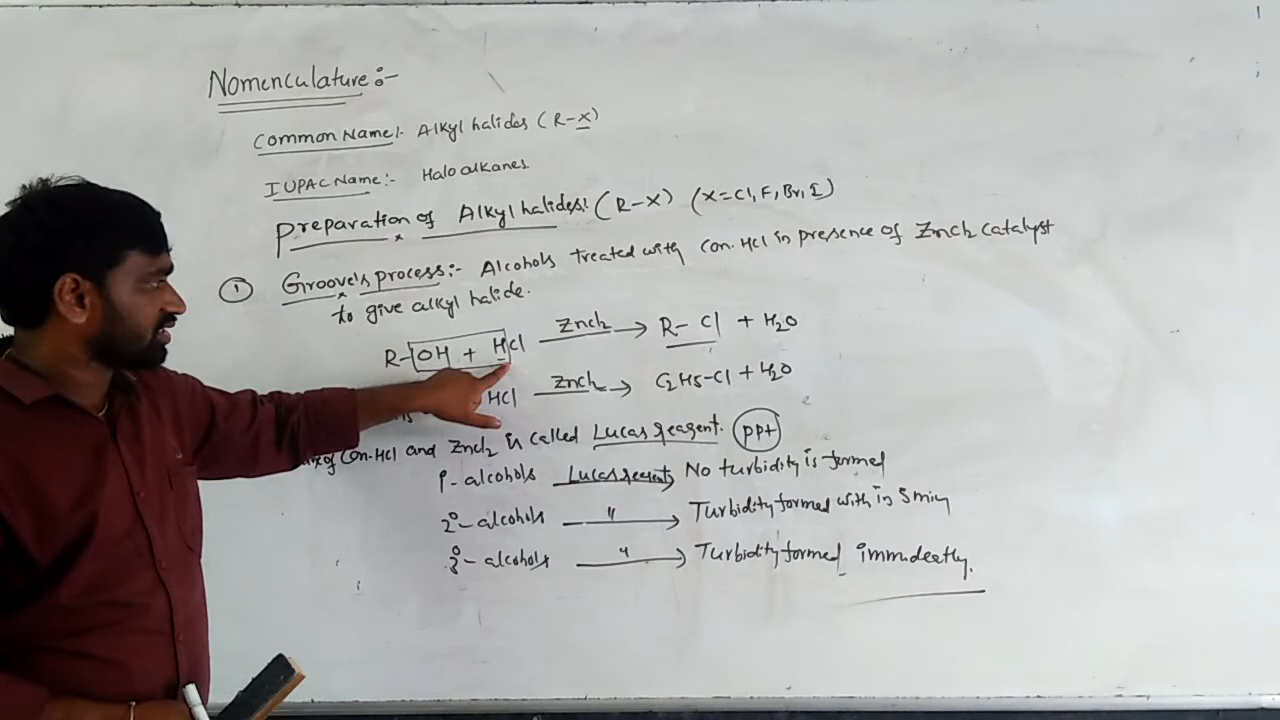 Nomenculature:-
Common Name:- Alkyl halides (R-X)
IUPAC Name:- Halo alkanes.
Preparation of Alkyl halides: (R-X) (X=Cl, F, Br, I)
① Groove's process:- Alcohols treated with Con. HCl in presence of ZnCl2 catalyst
to give alkyl halide.
R-OH + HCl ZnCl2→ R-Cl + H2O
HCl ZnCl2→ C2H5-Cl + H2O
of Con-HCl and ZnCl2 is called Lucas reagent. ppt
1°-alcohols Lucas reagent→ No turbidity is formed
2°-alcohols "→ Turbidity formed with in 5 min
3°-alcohols "→ Turbidity formed immideatly.